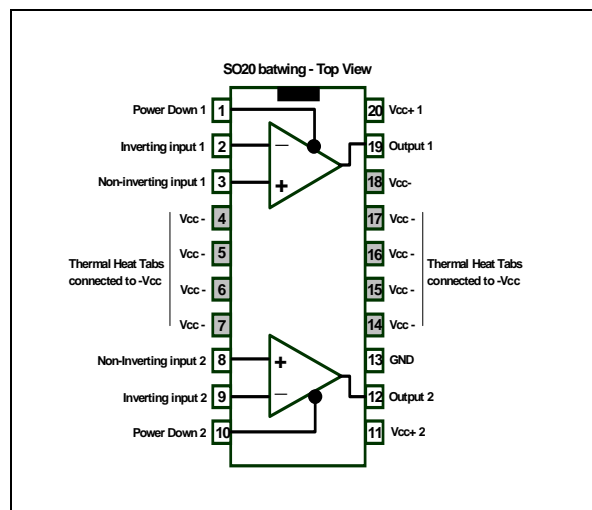 SO20 batwing - Top View
Power Down 1
1
20
Vcc+ 1
Inverting input 1
2
19
Output 1
Non-inverting input 1
3
18
Vcc-
Vcc -
4
17
Vcc -
Vcc -
5
16
Vcc -
Thermal Heat Tabs
connected to -Vcc
Thermal Heat Tabs
connected to -Vcc
Vcc -
6
15
Vcc -
Vcc -
7
14
Vcc -
Non-Inverting input 2
8
13
GND
Inverting input 2
9
12
Output 2
Power Down 2
10
11
Vcc+ 2
_
+
+
_